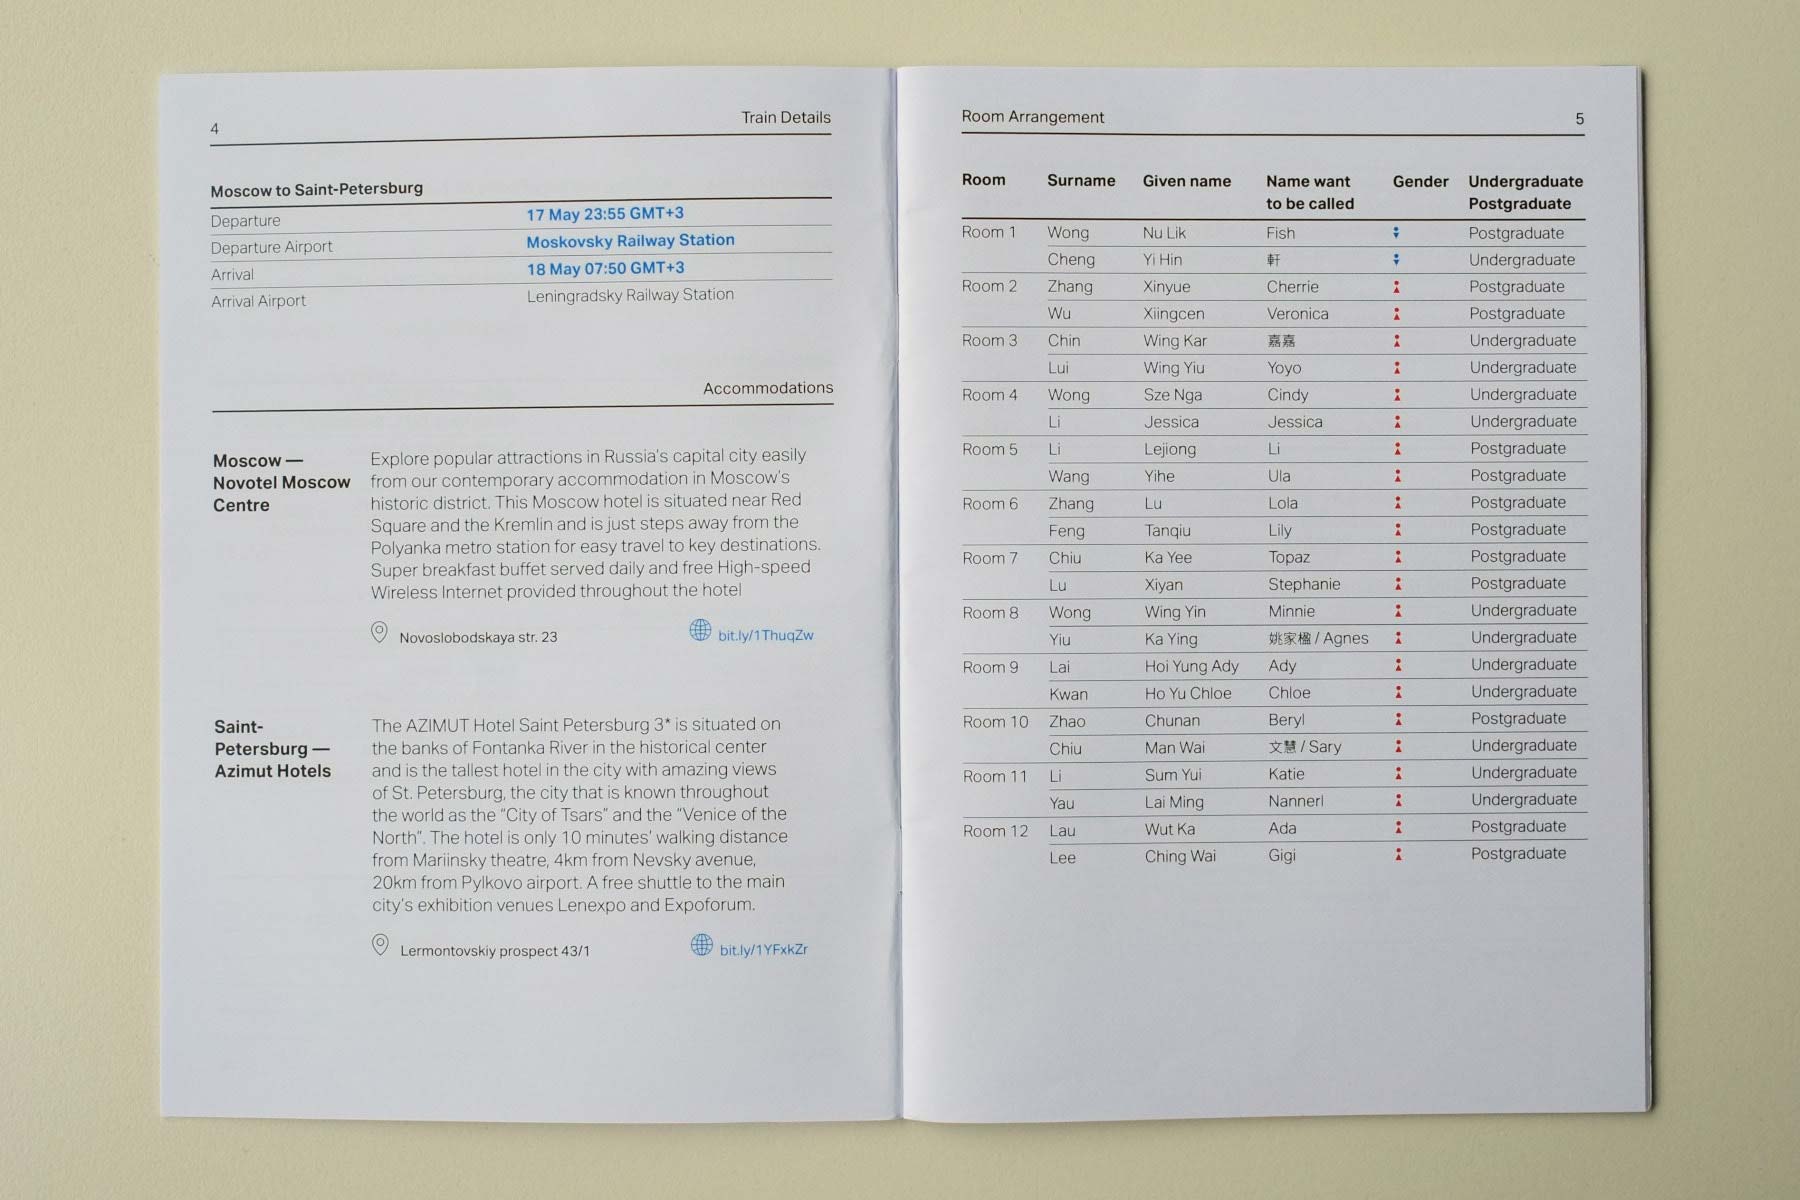 4 Train Details
Moscow to Saint-Petersburg
Departure 17 May 23:55 GMT+3
Departure Airport Moskovsky Railway Station
Arrival 18 May 07:50 GMT+3
Arrival Airport Leningradsky Railway Station
Accommodations
Moscow —
Novotel Moscow
Centre
Explore popular attractions in Russia's capital city easily
from our contemporary accommodation in Moscow's
historic district. This Moscow hotel is situated near Red
Square and the Kremlin and is just steps away from the
Polyanka metro station for easy travel to key destinations.
Super breakfast buffet served daily and free High-speed
Wireless Internet provided throughout the hotel
Novoslobodskaya str. 23 bit.ly/1ThuqZw
Saint-
Petersburg —
Azimut Hotels
The AZIMUT Hotel Saint Petersburg 3* is situated on
the banks of Fontanka River in the historical center
and is the tallest hotel in the city with amazing views
of St. Petersburg, the city that is known throughout
the world as the “City of Tsars” and the “Venice of the
North”. The hotel is only 10 minutes’ walking distance
from Mariinsky theatre, 4km from Nevsky avenue,
20km from Pylkovo airport. A free shuttle to the main
city's exhibition venues Lenexpo and Expoforum.
Lermontovskiy prospect 43/1 bit.ly/1YFxkZr
Room Arrangement 5
Room Surname Given name Name want to be called Gender Undergraduate Postgraduate
Room 1 Wong Nu Lik Fish Postgraduate
Cheng Yi Hin 軒 Undergraduate
Room 2 Zhang Xinyue Cherrie Postgraduate
Wu Xiingcen Veronica Postgraduate
Room 3 Chin Wing Kar 嘉嘉 Undergraduate
Lui Wing Yiu Yoyo Undergraduate
Room 4 Wong Sze Nga Cindy Undergraduate
Li Jessica Jessica Undergraduate
Room 5 Li Lejiong Li Postgraduate
Wang Yihe Ula Postgraduate
Room 6 Zhang Lu Lola Postgraduate
Feng Tanqiu Lily Postgraduate
Room 7 Chiu Ka Yee Topaz Postgraduate
Lu Xiyan Stephanie Postgraduate
Room 8 Wong Wing Yin Minnie Undergraduate
Yiu Ka Ying 姚家楹 / Agnes Undergraduate
Room 9 Lai Hoi Yung Ady Ady Undergraduate
Kwan Ho Yu Chloe Chloe Undergraduate
Room 10 Zhao Chunan Beryl Postgraduate
Chiu Man Wai 文慧 / Sary Undergraduate
Room 11 Li Sum Yui Katie Undergraduate
Yau Lai Ming Nannerl Undergraduate
Room 12 Lau Wut Ka Ada Postgraduate
Lee Ching Wai Gigi Postgraduate